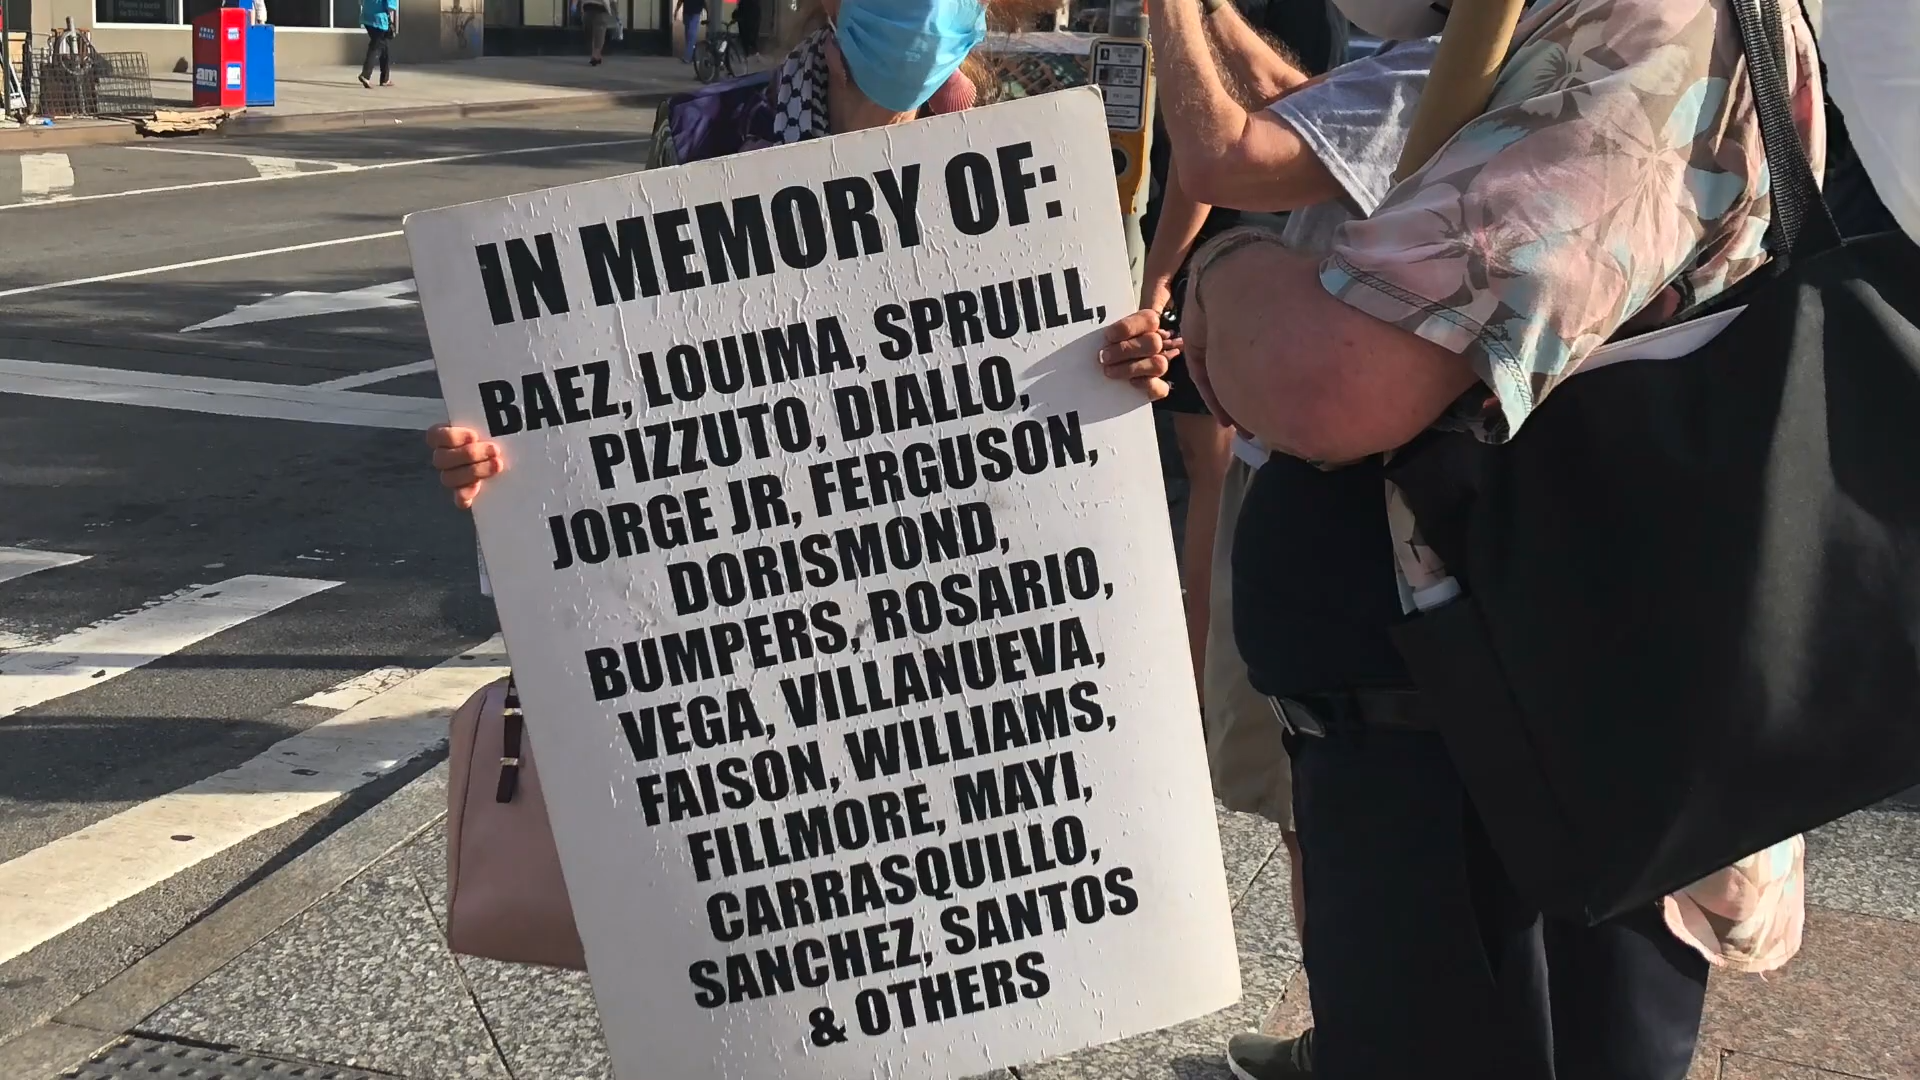 IN MEMORY OF:
BAEZ, LOUIMA, SPRUILL,
PIZZUTO, DIALLO,
JORGE JR, FERGUSON,
DORISMOND,
BUMPERS, ROSARIO,
VEGA, VILLANUEVA,
FAISON, WILLIAMS,
FILLMORE, MAYI,
CARRASQUILLO,
SANCHEZ, SANTOS
& OTHERS
am